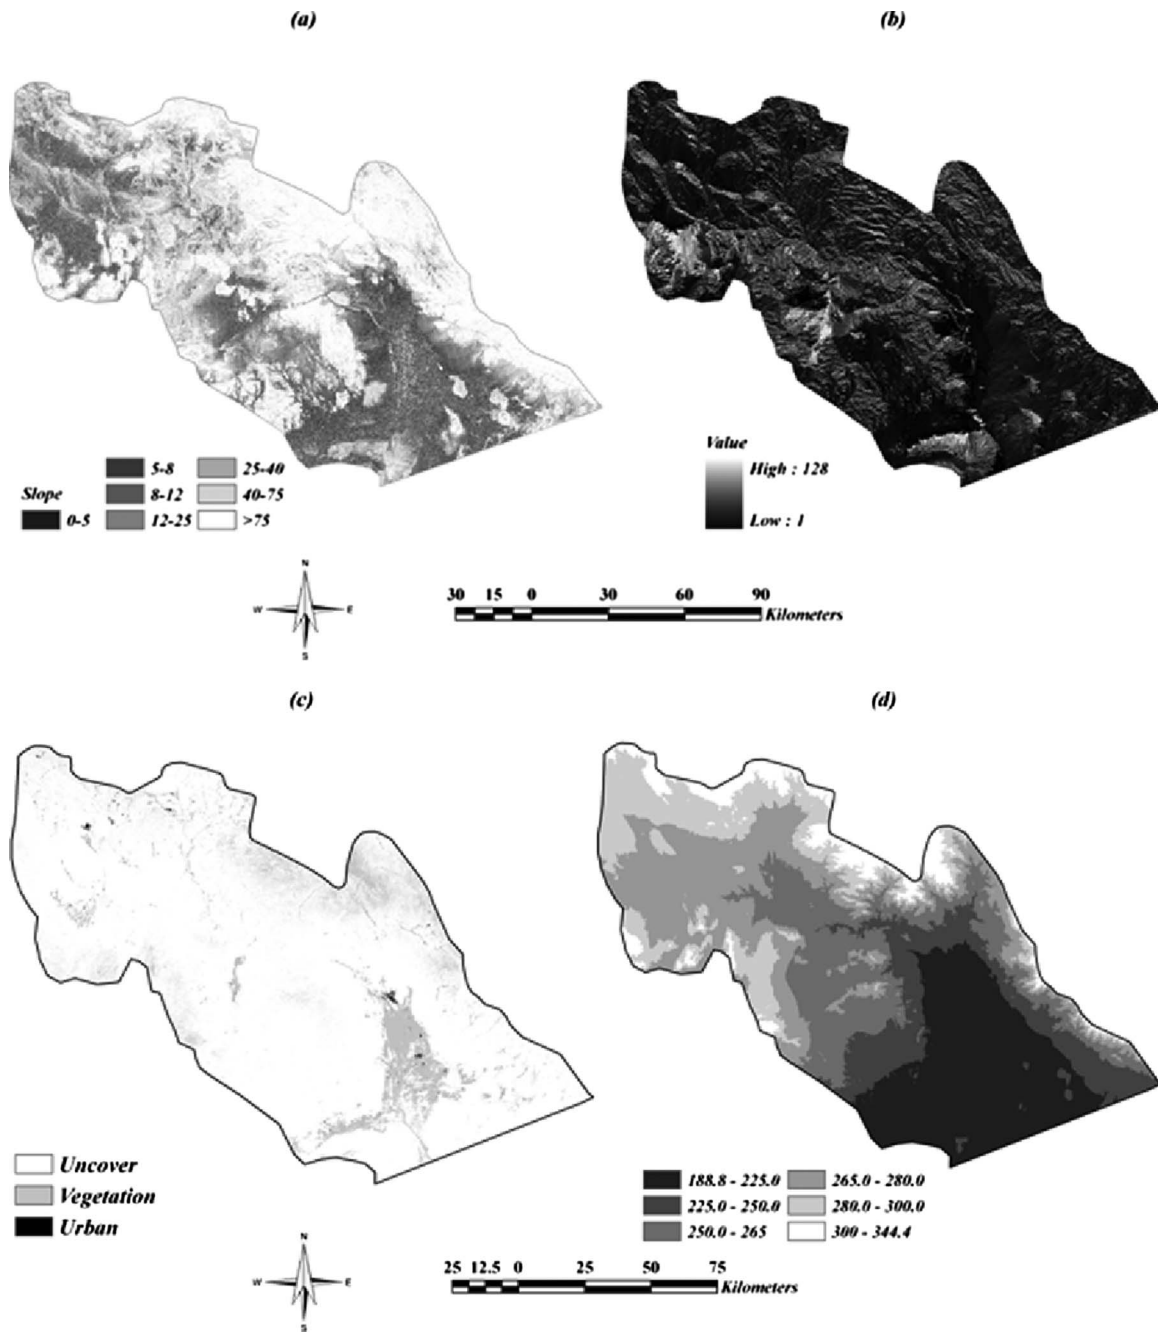 (a) (b)
Slope
0-5
5-8
8-12
12-25
25-40
40-75
>75
Value
High : 128
Low : 1
N
W E
S
30 15 0 30 60 90
Kilometers
(c) (d)
Uncover
Vegetation
Urban
188.8 - 225.0
225.0 - 250.0
250.0 - 265
265.0 - 280.0
280.0 - 300.0
300 - 344.4
N
W E
S
25 12.5 0 25 50 75
Kilometers